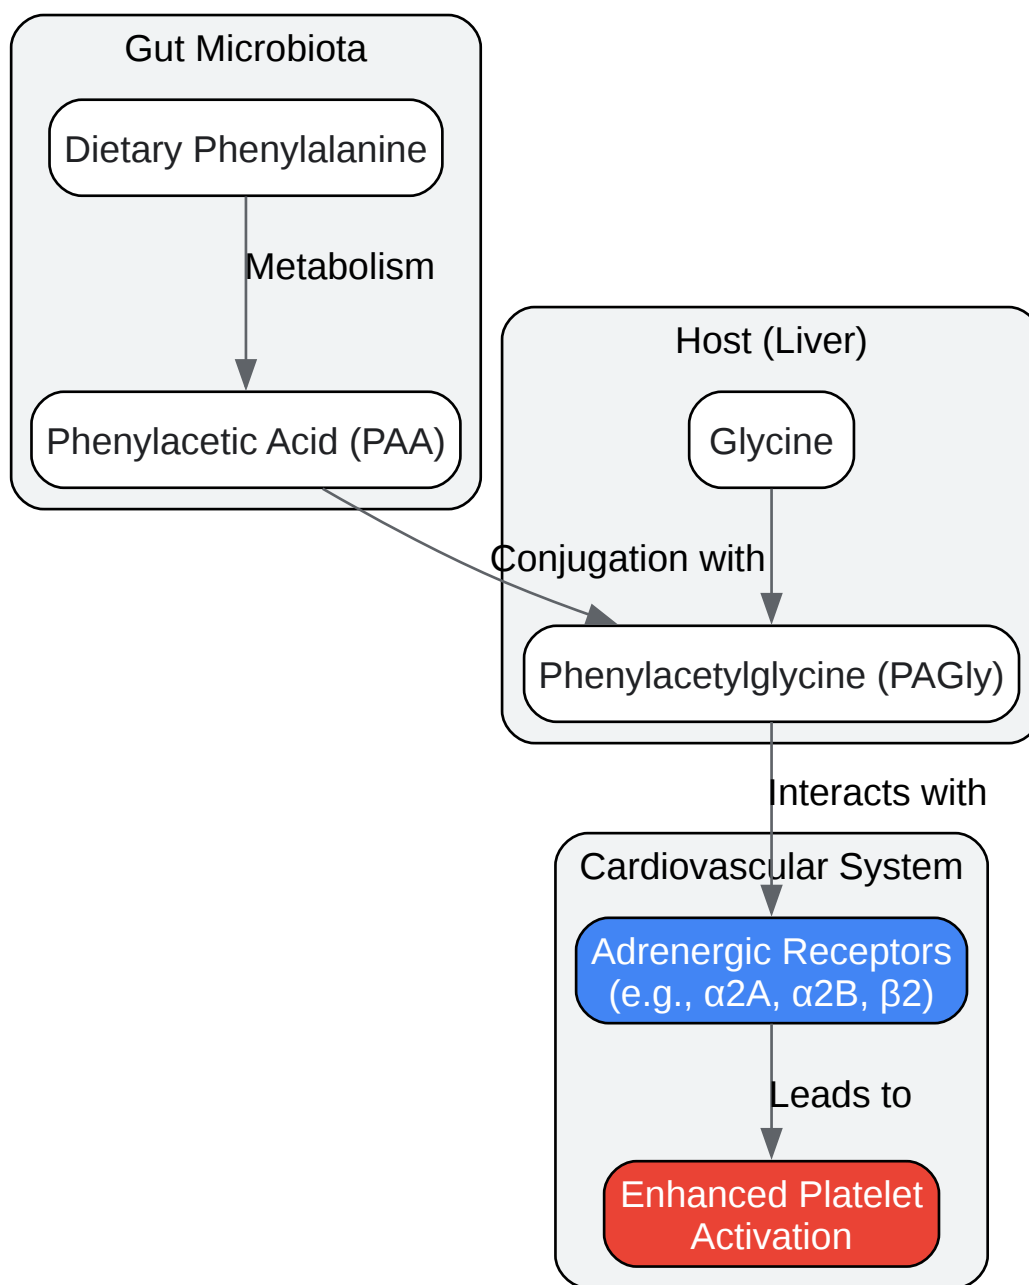 Gut Microbiota
Dietary Phenylalanine
Metabolism
Phenylacetic Acid (PAA)
Host (Liver)
Glycine
Conjugation with
Phenylacetylglycine (PAGly)
Interacts with
Cardiovascular System
Adrenergic Receptors
(e.g., α2A, α2B, β2)
Leads to
Enhanced Platelet
Activation